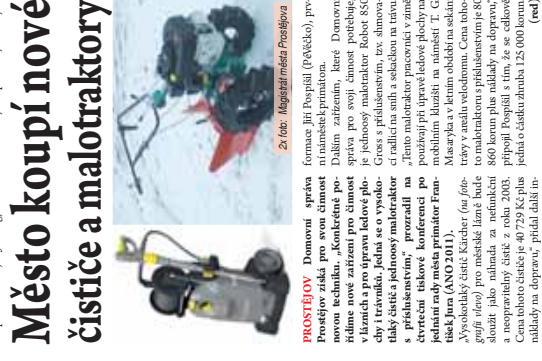 Město koupí nové
čističe a malotraktory
2x foto: Magistrát města Prostějova
PROSTĚJOV Domovní správa
Prostějov získá pro svou činnost
novou techniku. „Konkrétně po-
řídíme nové zařízení pro činnost
v lázních a pro úpravu ledové plo-
chy i trávníků. Jedná se o vysoko-
tlaký čistič a jednoosý malotraktor
s příslušenstvím,“ prozradil na
čtvrteční tiskové konferenci po
jednání rady města primátor Fran-
tišek Jura (ANO 2011).
„Vysokotlaký čistič Kärcher (na foto-
grafii vlevo) pro městské lázně bude
sloužit jako náhrada za nefunkční
a neopravitelný čistič z roku 2003.
Cena tohoto čističe je 40 729 Kč plus
náklady na dopravu,“ přidal další in-
formace Jiří Pospíšil (PéVéčko), prv-
ní náměstek primátora.
Dalším zařízením, které Domovní
správa pro svoji činnost potřebuje,
je jednoosý malotraktor Robot SSC
Gross s příslušenstvím, tzv. shrnova-
cí radlicí na sníh a sekačkou na trávu.
„Tento malotraktor pracovníci v zimě
používají při úpravě ledové plochy na
mobilním kluzišti na náměstí T. G.
Masaryka a v letním období na sekání
trávy v areálu velodromu. Cena toho-
to malotraktoru s příslušenstvím je 80
860 korun plus náklady na dopravu,“
připojil Pospíšil s tím, že se celkově
jedná o částku zhruba 125 000 korun.
(red)